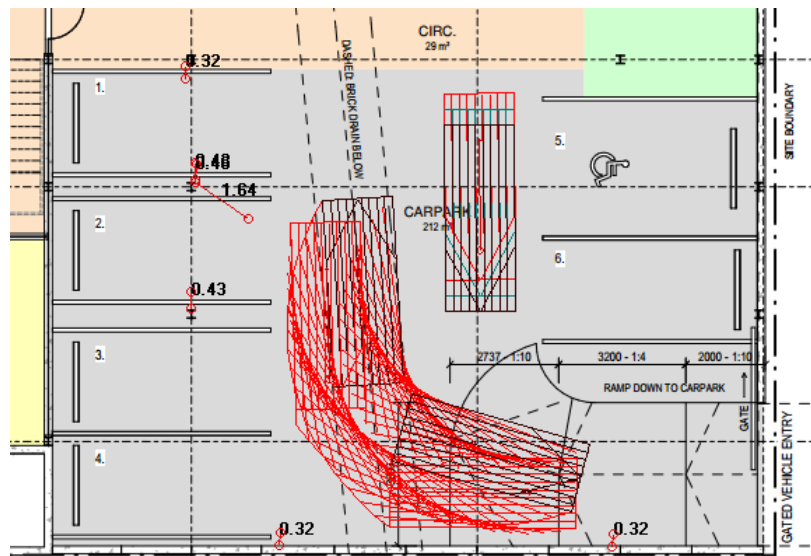 0.32
CIRC.
29 m²
1.
DASHED: BRICK DRAIN BELOW
SITE BOUNDARY
5.
0.46
1.64
2.
CARPARK
212 m
6.
0.43
3.
2737 - 1:10
3200 - 1:4
2000 - 1:10
RAMP DOWN TO CARPARK
GATE
GATED VEHICLE ENTRY
4.
0.32
0.32